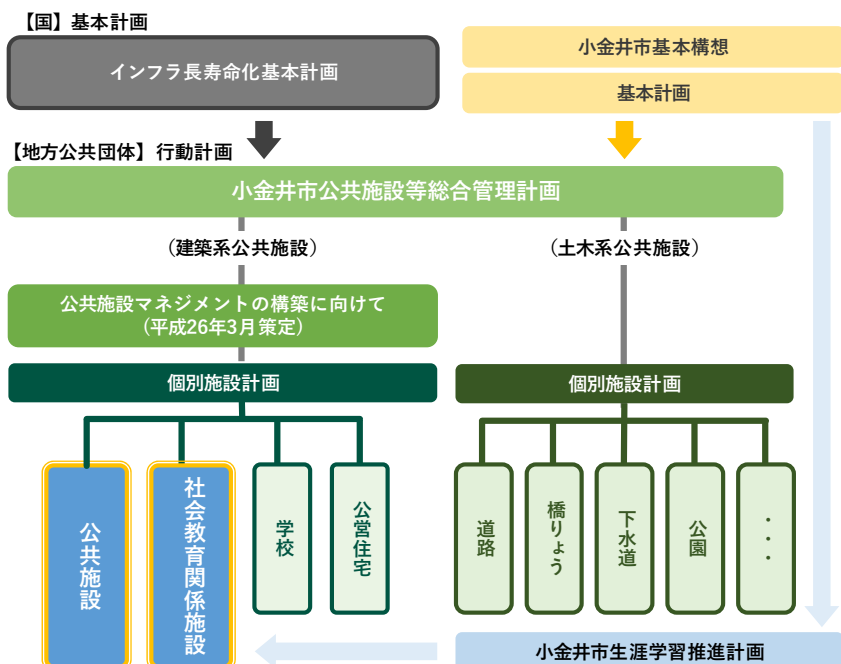 【国】基本計画
インフラ長寿命化基本計画
小金井市基本構想
基本計画
【地方公共団体】行動計画
小金井市公共施設等総合管理計画
（建築系公共施設）
（土木系公共施設）
公共施設マネジメントの構築に向けて
（平成26年3月策定）
個別施設計画
個別施設計画
公共施設
社会教育関係施設
学校
公営住宅
道路
橋りょう
下水道
公園
・・・
小金井市生涯学習推進計画